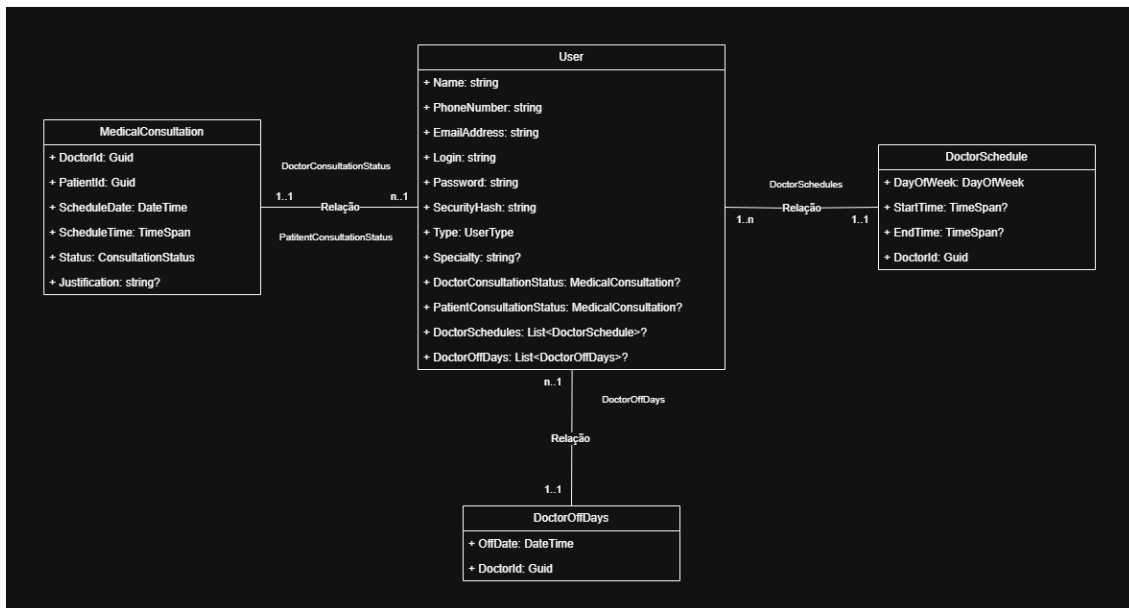 User
+ Name: string
+ PhoneNumber: string
+ EmailAddress: string
+ Login: string
+ Password: string
+ SecurityHash: string
+ Type: UserType
+ Specialty: string?
+ DoctorConsultationStatus: MedicalConsultation?
+ PatientConsultationStatus: MedicalConsultation?
+ DoctorSchedules: List<DoctorSchedule>?
+ DoctorOffDays: List<DoctorOffDays>?
MedicalConsultation
+ DoctorId: Guid
+ PatientId: Guid
+ ScheduleDate: DateTime
+ ScheduleTime: TimeSpan
+ Status: ConsultationStatus
+ Justification: string?
DoctorConsultationStatus
1..1
n..1
Relação
PatitentConsultationStatus
DoctorSchedules
Relação
1..n
1..1
DoctorSchedule
+ DayOfWeek: DayOfWeek
+ StartTime: TimeSpan?
+ EndTime: TimeSpan?
+ DoctorId: Guid
n..1
DoctorOffDays
Relação
1..1
DoctorOffDays
+ OffDate: DateTime
+ DoctorId: Guid